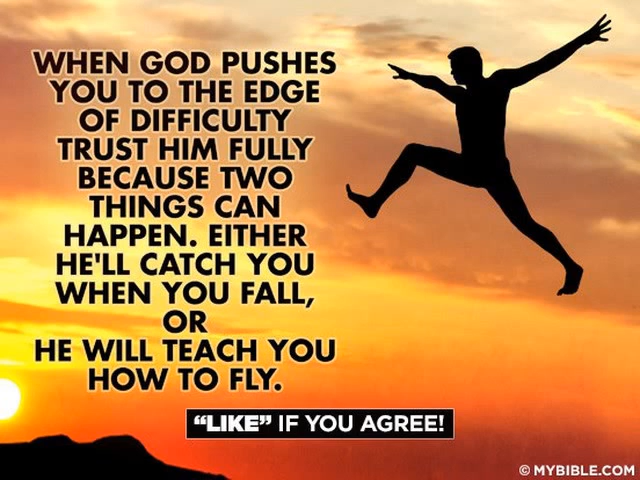 WHEN GOD PUSHES
YOU TO THE EDGE
OF DIFFICULTY
TRUST HIM FULLY
BECAUSE TWO
THINGS CAN
HAPPEN. EITHER
HE'LL CATCH YOU
WHEN YOU FALL,
OR
HE WILL TEACH YOU
HOW TO FLY.
“LIKE” IF YOU AGREE!
© MYBIBLE.COM